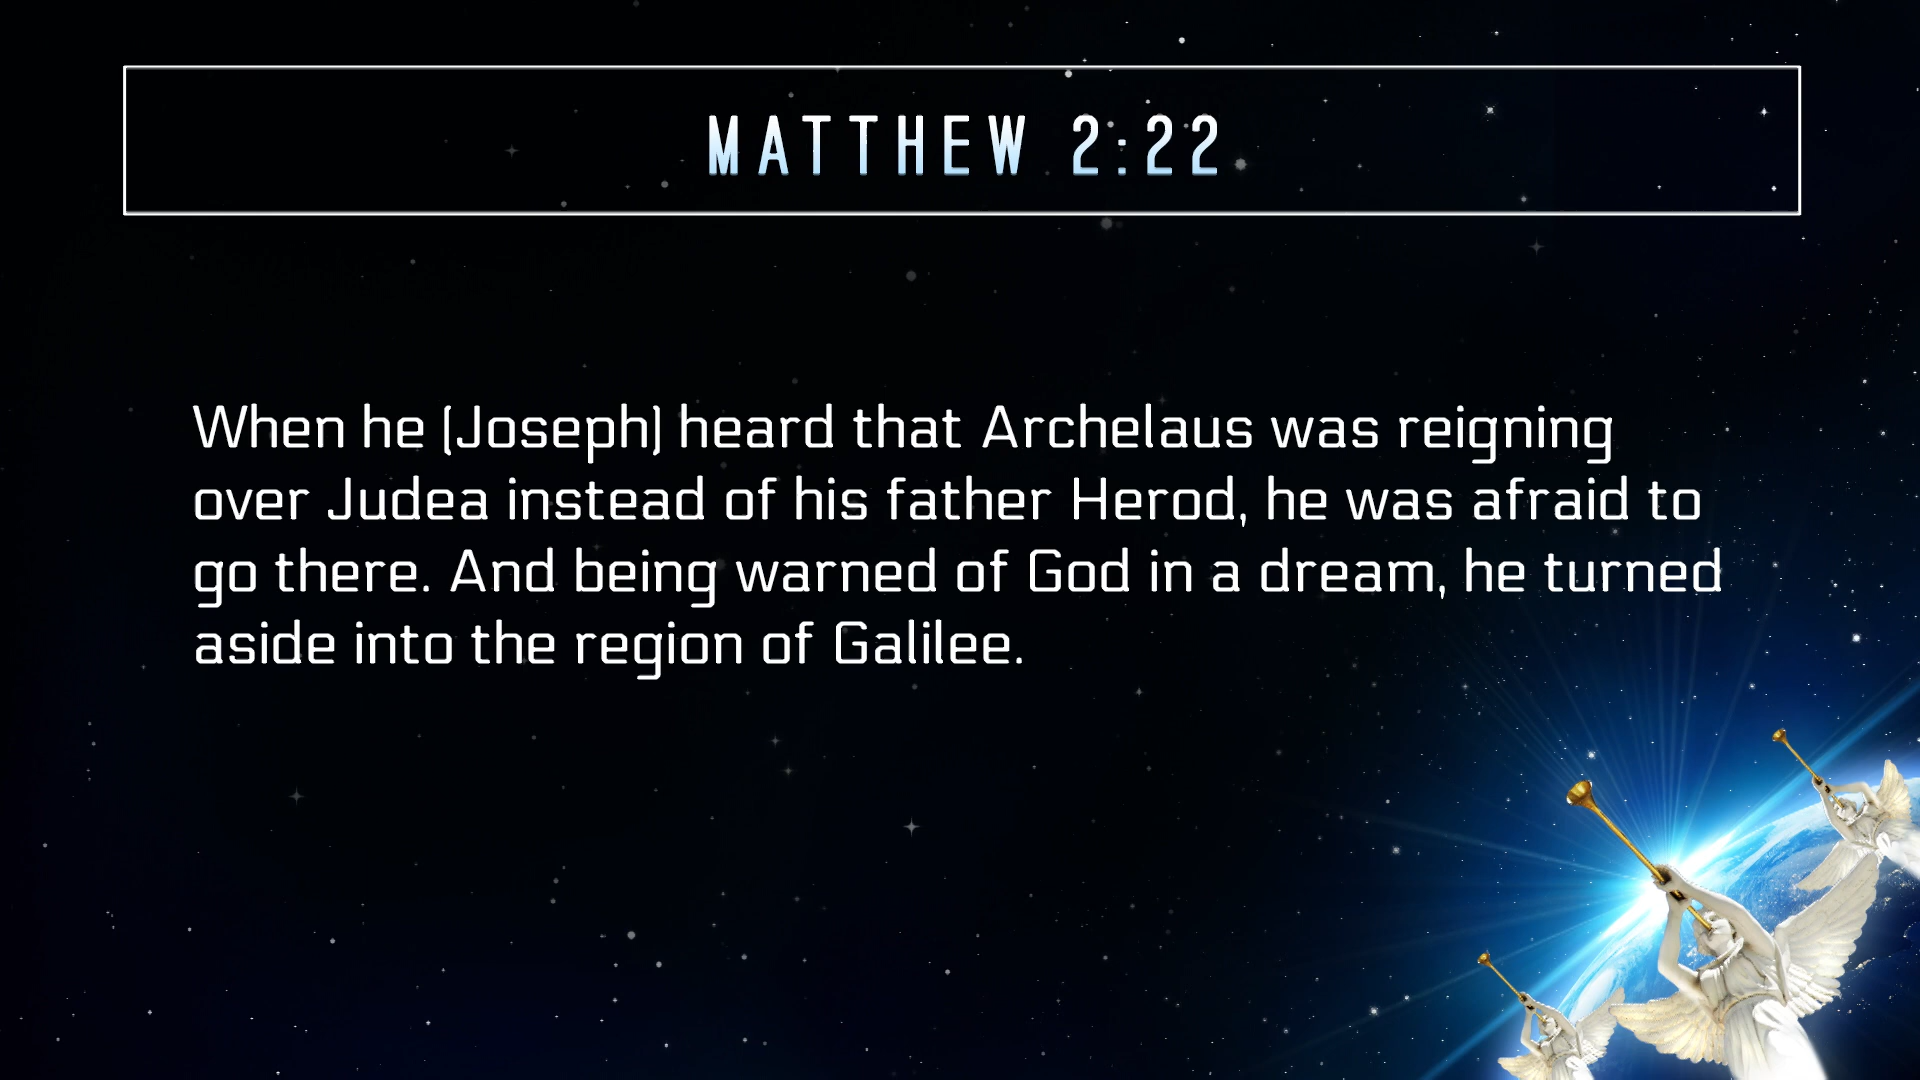 MATTHEW 2:22
When he (Joseph) heard that Archelaus was reigning
over Judea instead of his father Herod, he was afraid to
go there. And being warned of God in a dream, he turned
aside into the region of Galilee.